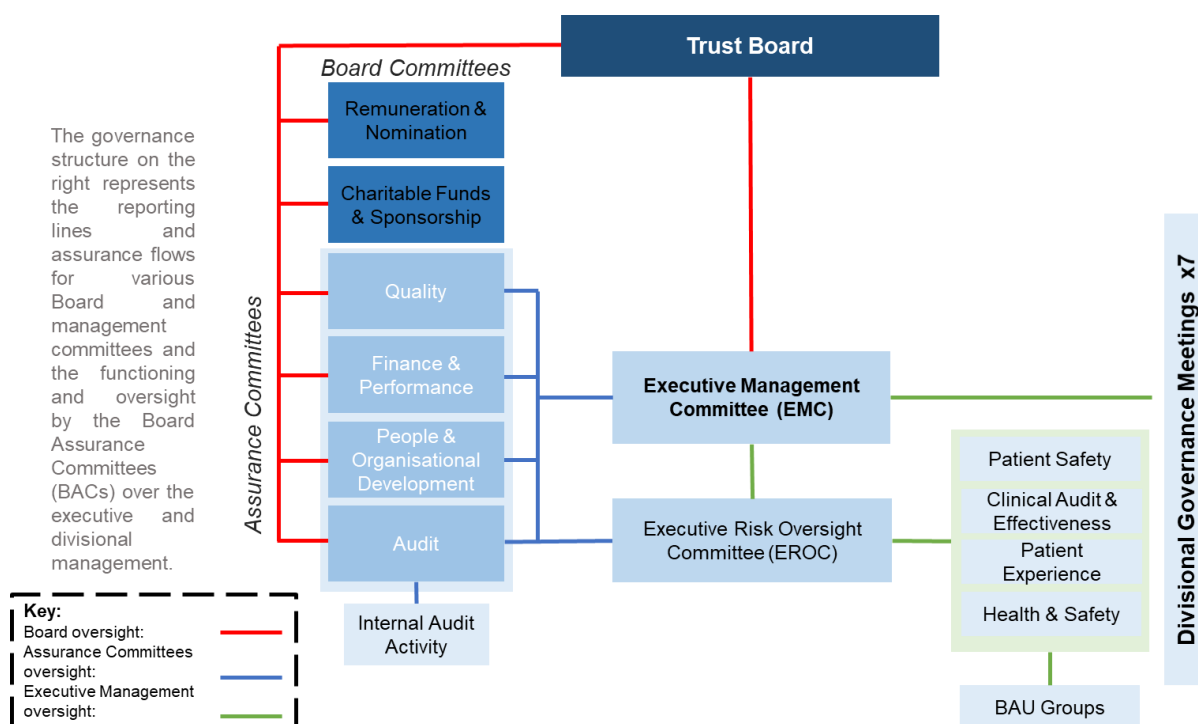 Trust Board
Board Committees
Remuneration &
Nomination
Charitable Funds
& Sponsorship
Quality
Finance &
Performance
People &
Organisational
Development
Audit
Internal Audit
Activity
Assurance Committees
The governance
structure on the
right represents
the reporting
lines and
assurance flows
for various
Board and
management
committees and
the functioning
and oversight
by the Board
Assurance
Committees
(BACs) over the
executive and
divisional
management.
Executive Management
Committee (EMC)
Executive Risk Oversight
Committee (EROC)
Patient Safety
Clinical Audit &
Effectiveness
Patient
Experience
Health & Safety
BAU Groups
Divisional Governance Meetings x7
Key:
Board oversight:
Assurance Committees
oversight:
Executive Management
oversight: